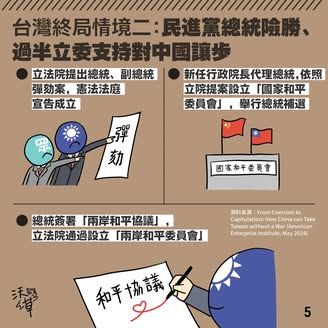 台灣終局情境二：民進黨總統險勝、
過半立委支持對中國讓步
立法院提出總統、副總統
彈劾案，憲法法庭
宣告成立
新任行政院長代理總統，依照
立院提案設立「國家和平
委員會」，舉行總統補選
眾
彈劾
國家和平委員會
總統簽署「兩岸和平協議」，
立法院通過設立「兩岸和平委員會」
資料來源：From Coercion to
Capitulation: How China can Take
Taiwan without a War (American
Enterprise Institute, May 2024)
和平協議
5